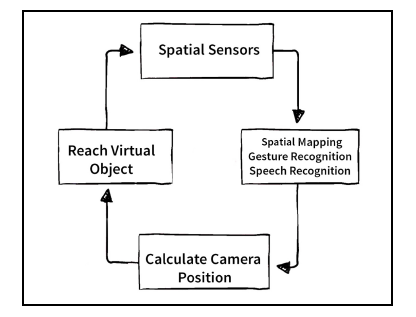 Spatial Sensors
Spatial Mapping
Gesture Recognition
Speech Recognition
Calculate Camera
Position
Reach Virtual
Object